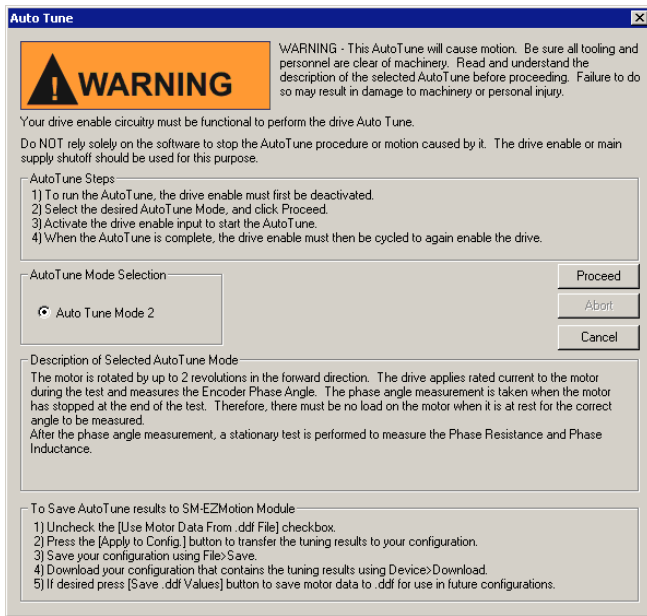 Auto Tune
WARNING
WARNING - This AutoTune will cause motion. Be sure all tooling and
personnel are clear of machinery. Read and understand the
description of the selected AutoTune before proceeding. Failure to do
so may result in damage to machinery or personal injury.
Your drive enable circuitry must be functional to perform the drive Auto Tune.
Do NOT rely solely on the software to stop the AutoTune procedure or motion caused by it. The drive enable or main
supply shutoff should be used for this purpose.
AutoTune Steps
1) To run the AutoTune, the drive enable must first be deactivated.
2) Select the desired AutoTune Mode, and click Proceed.
3) Activate the drive enable input to start the AutoTune.
4) When the AutoTune is complete, the drive enable must then be cycled to again enable the drive.
AutoTune Mode Selection
Auto Tune Mode 2
Proceed
Abort
Cancel
Description of Selected AutoTune Mode
The motor is rotated by up to 2 revolutions in the forward direction. The drive applies rated current to the motor
during the test and measures the Encoder Phase Angle. The phase angle measurement is taken when the motor
has stopped at the end of the test. Therefore, there must be no load on the motor when it is at rest for the correct
angle to be measured.
After the phase angle measurement, a stationary test is performed to measure the Phase Resistance and Phase
Inductance.
To Save AutoTune results to SM-EZMotion Module
1) Uncheck the [Use Motor Data From .ddf File] checkbox.
2) Press the [Apply to Config.] button to transfer the tuning results to your configuration.
3) Save your configuration using File>Save.
4) Download your configuration that contains the tuning results using Device>Download.
5) If desired press [Save .ddf Values] button to save motor data to .ddf for use in future configurations.